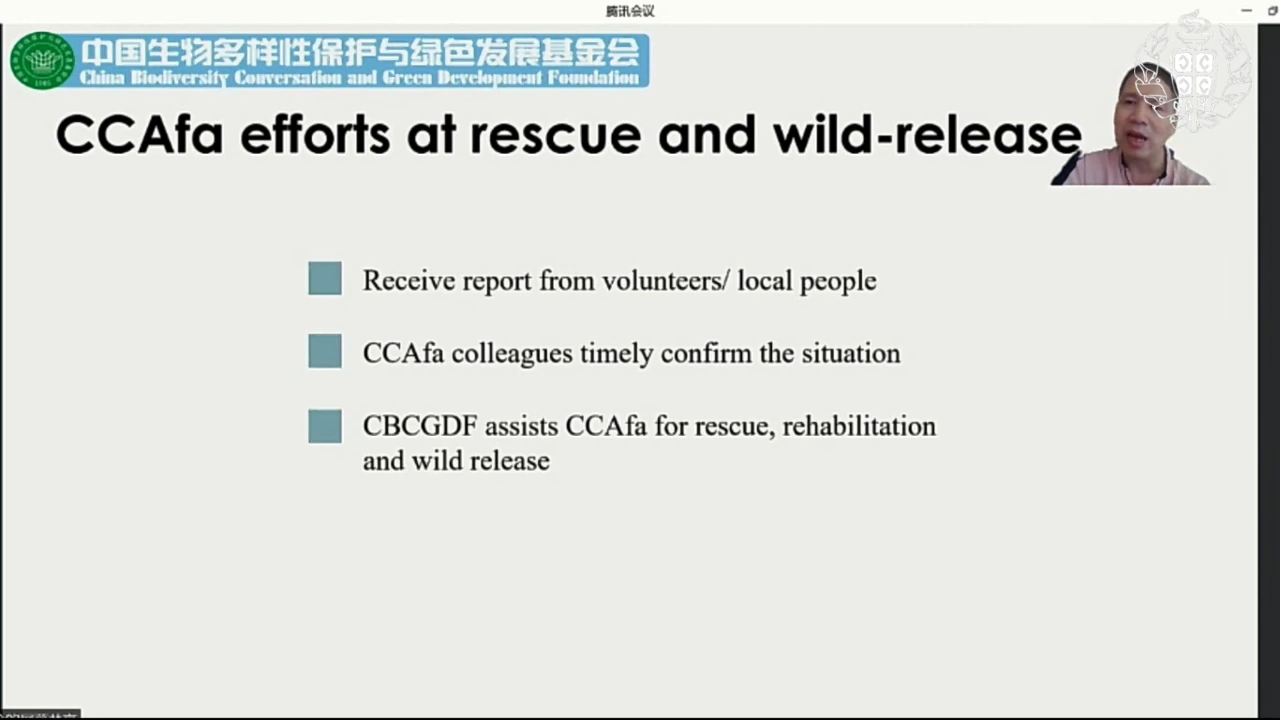 腾讯会议
中国生物多样性保护与绿色发展基金会
China Biodiversity Conversation and Green Development Foundation
CCAfa efforts at rescue and wild-release
Receive report from volunteers/ local people
CCAfa colleagues timely confirm the situation
CBCGDF assists CCAfa for rescue, rehabilitation
and wild release